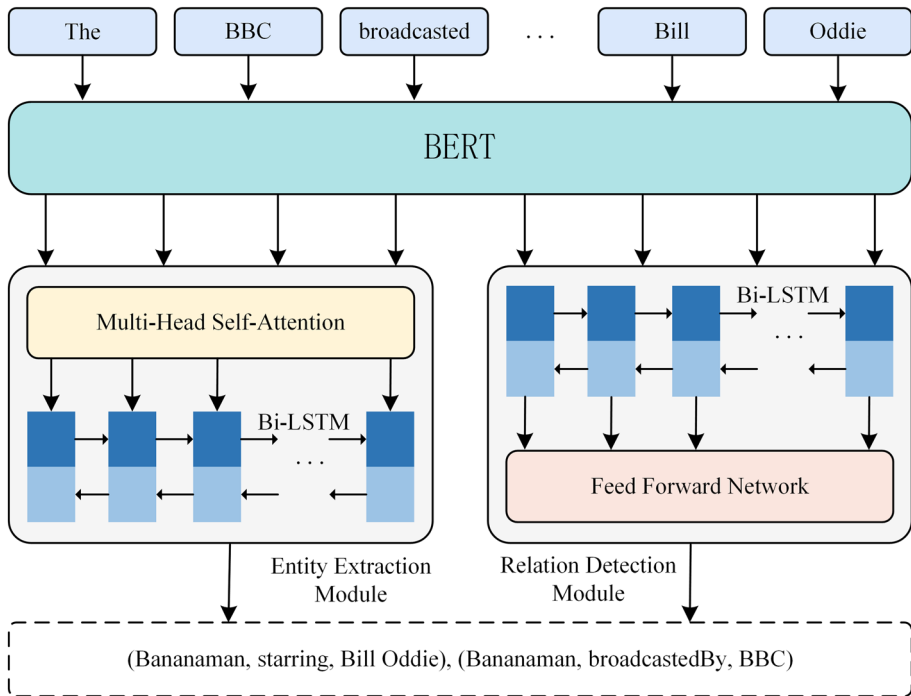 The BBC broadcasted ... Bill Oddie
BERT
Multi-Head Self-Attention
Bi-LSTM
...
Entity Extraction
Module
Bi-LSTM
...
Feed Forward Network
Relation Detection
Module
(Bananaman, starring, Bill Oddie), (Bananaman, broadcastedBy, BBC)